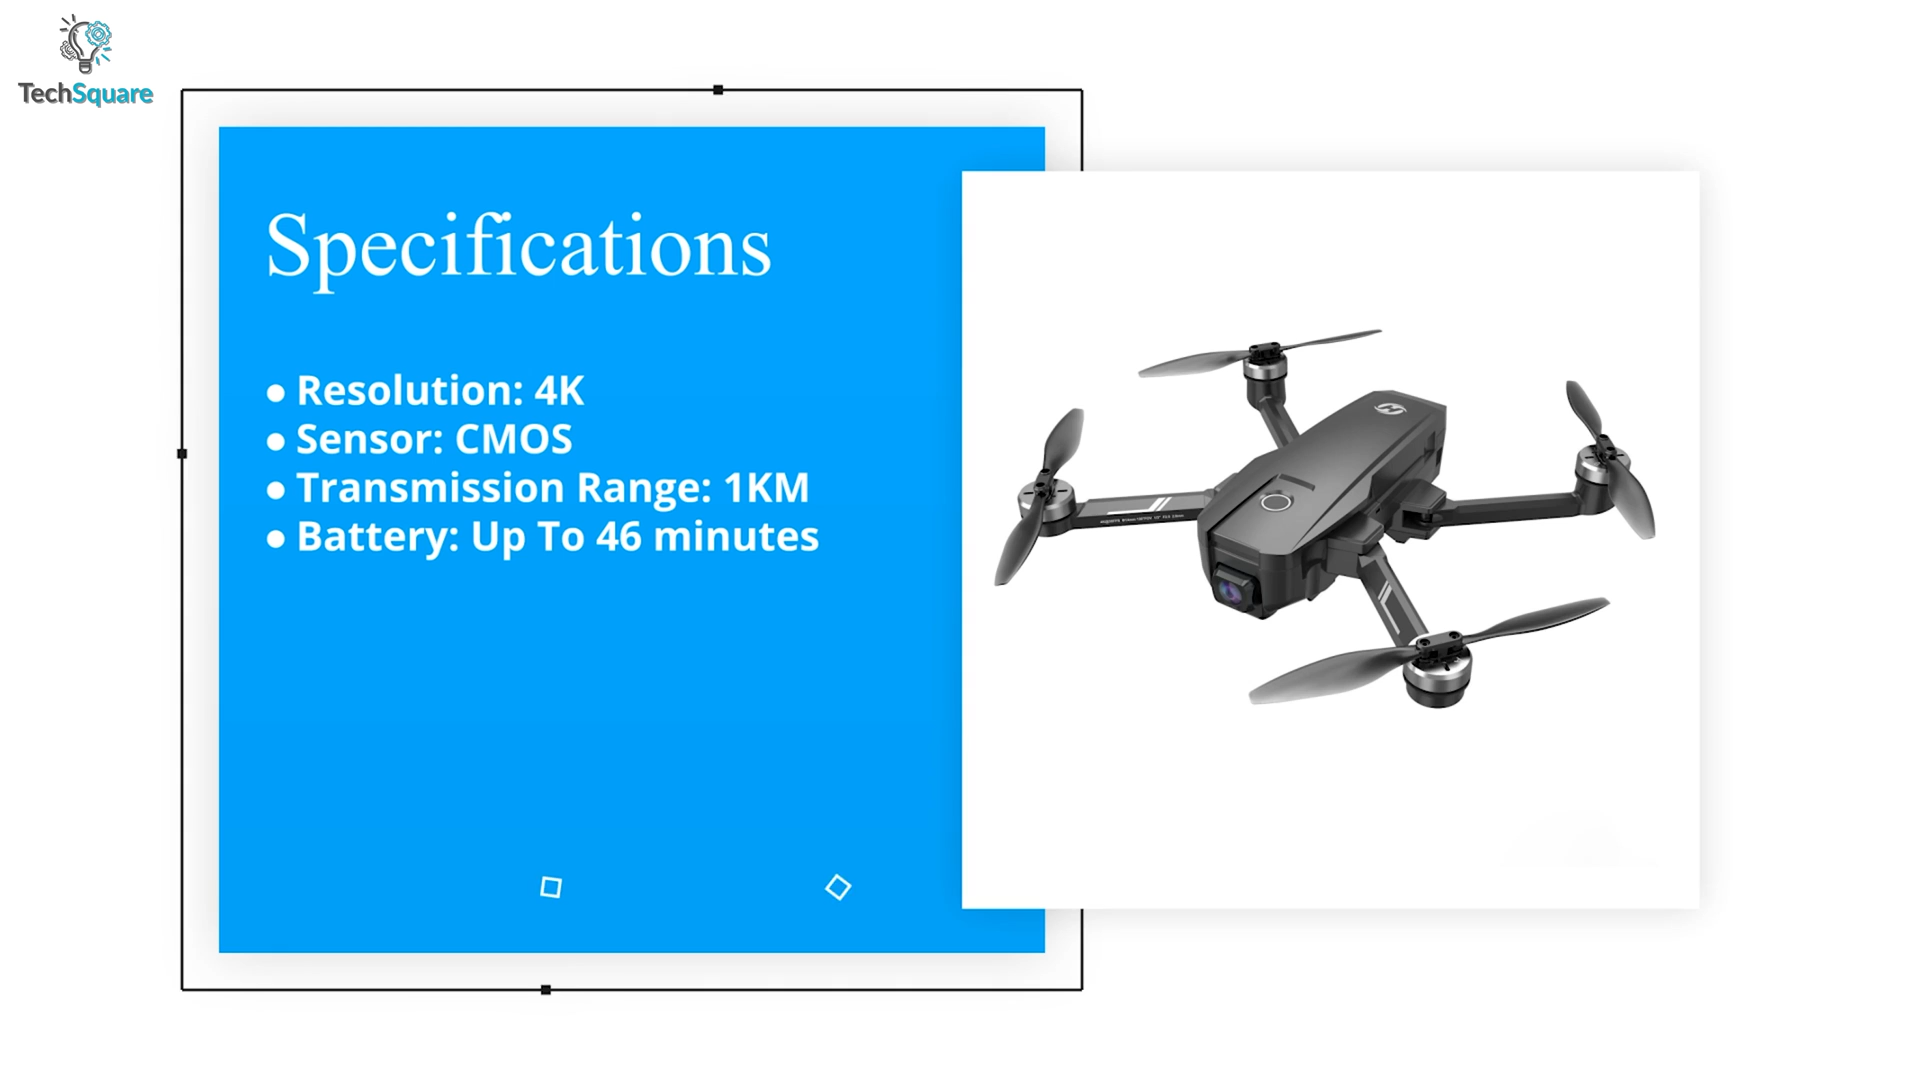 TechSquare
Specifications
● Resolution: 4K
● Sensor: CMOS
● Transmission Range: 1KM
● Battery: Up To 46 minutes